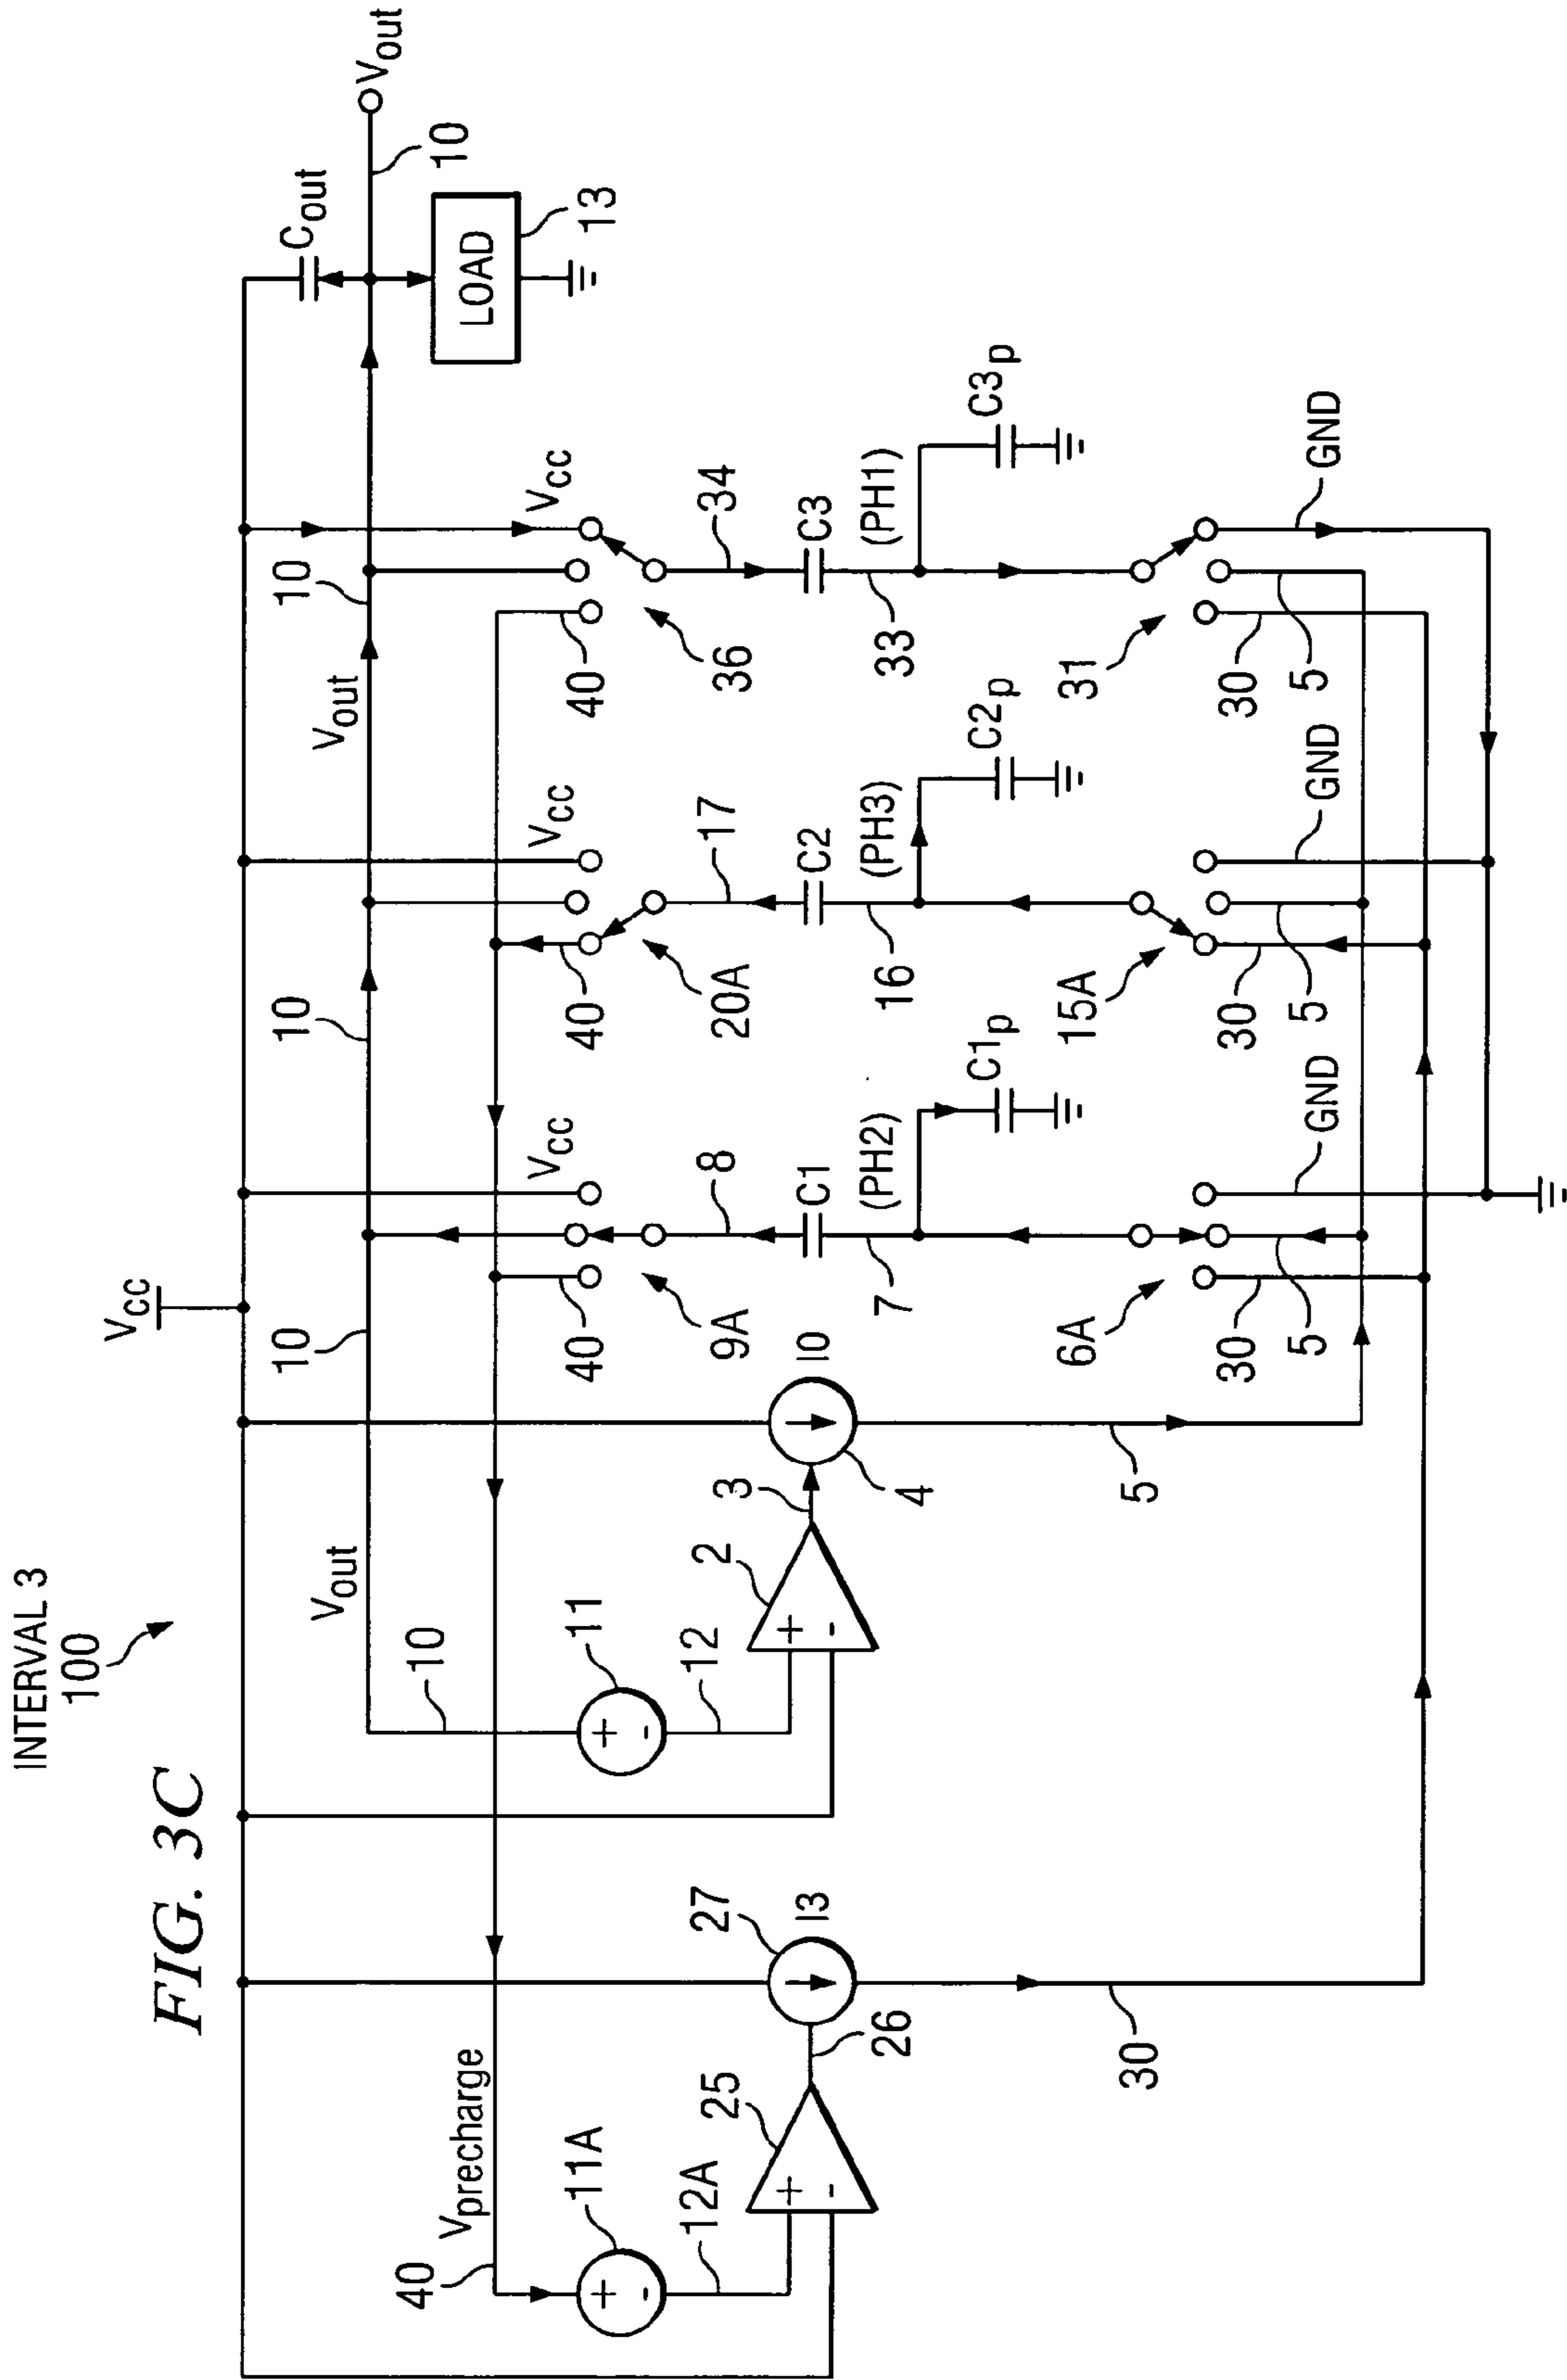 INTERVAL 3
100
FIG. 3C
Vcc
Vout
10
10
10
Vout
10
Cout
Vout
10
LOAD
13
40
Vprecharge
11A
12A
+
-
25
+
-
26
27
I3
30
11
+
-
12
2
+
-
3
4
I0
5
40
9A
Vcc
8
C1
7
(PH2)
C1p
6A
30
5
GND
40
20A
Vcc
17
C2
16
(PH3)
C2p
15A
30
5
GND
40
36
Vcc
34
C3
33
(PH1)
C3p
31
30
5
GND